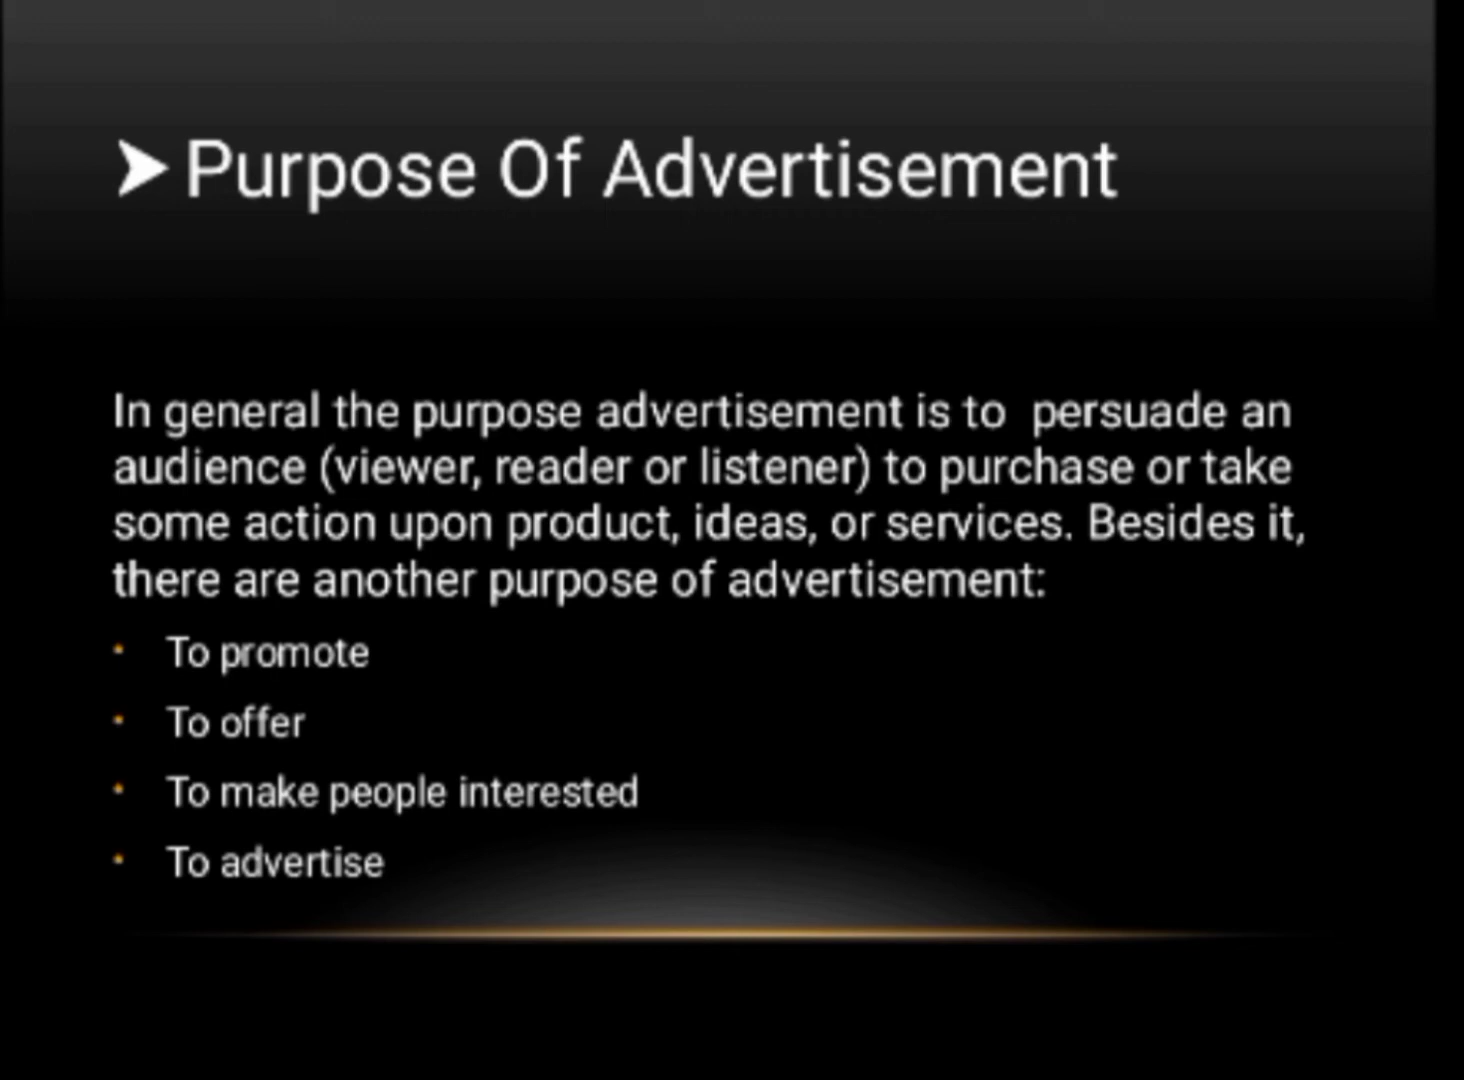 ➤Purpose Of Advertisement
In general the purpose advertisement is to  persuade an
audience (viewer, reader or listener) to purchase or take
some action upon product, ideas, or services. Besides it,
there are another purpose of advertisement:
• To promote
• To offer
• To make people interested
• To advertise